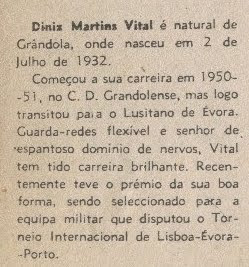 Diniz Martins Vital é natural de
Grândola, onde nasceu em 2 de
Julho de 1932.
Começou a sua carreira em 1950-
-51, no C. D. Grandolense, mas logo
transitou para o Lusitano de Évora.
Guarda-redes flexível e senhor de
espantoso domínio de nervos, Vital
tem tido carreira brilhante. Recen-
temente teve o prémio da sua boa
forma, sendo seleccionado para a
equipa militar que disputou o Tor-
neio Internacional de Lisboa-Évora-
-Porto.